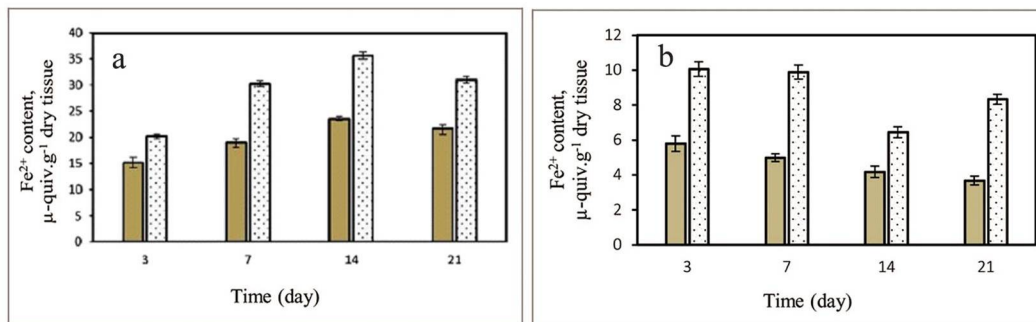 a
Fe²⁺ content,
μ-quiv.g⁻¹ dry tissue
40
35
30
25
20
15
10
5
0
3 7 14 21
Time (day)
b
Fe²⁺ content,
μ-quiv.g⁻¹ dry tissue
12
10
8
6
4
2
0
3 7 14 21
Time (day)